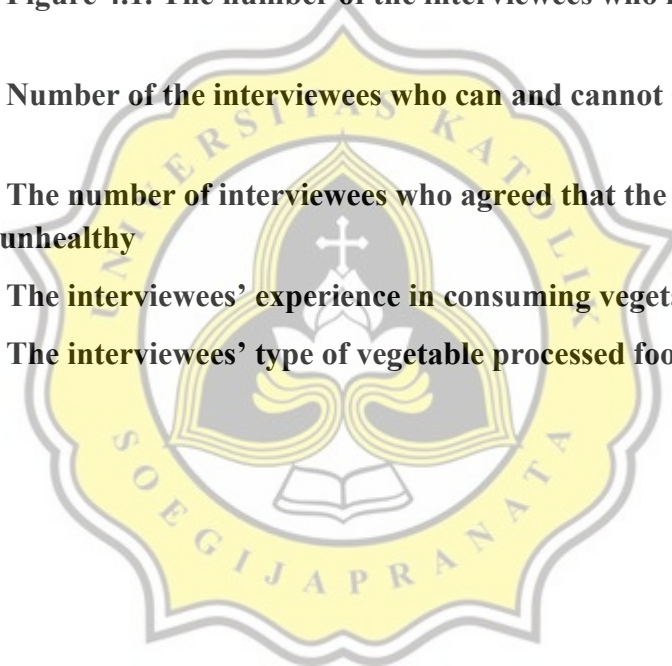 Figure 4.1. The number of the interviewees who
Number of the interviewees who can and cannot
The number of interviewees who agreed that the
unhealthy
The interviewees’ experience in consuming
The interviewees’ type of vegetable processed
UNIVERSITAS KATOLIK
SOEGIJAPRANATA